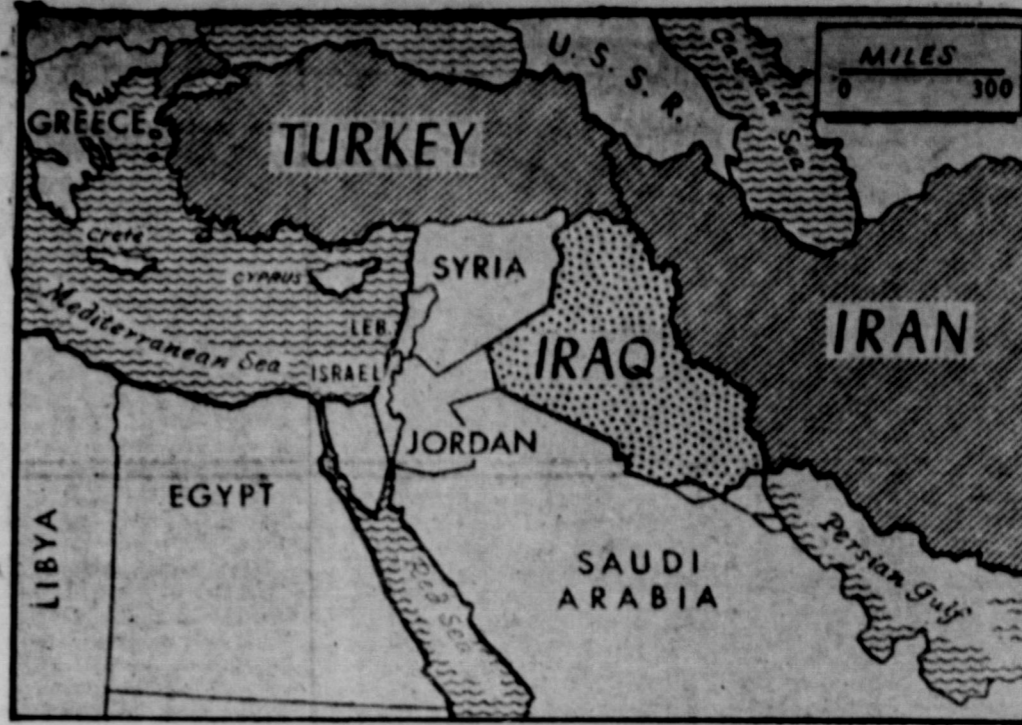 U. S. S. R.
Caspian Sea
MILES
0 300
GREECE
TURKEY
Crete
CYPRUS
SYRIA
Mediterranean Sea
LEB.
ISRAEL
IRAQ
IRAN
JORDAN
EGYPT
LIBYA
SAUDI
ARABIA
Persian Gulf
Red Sea